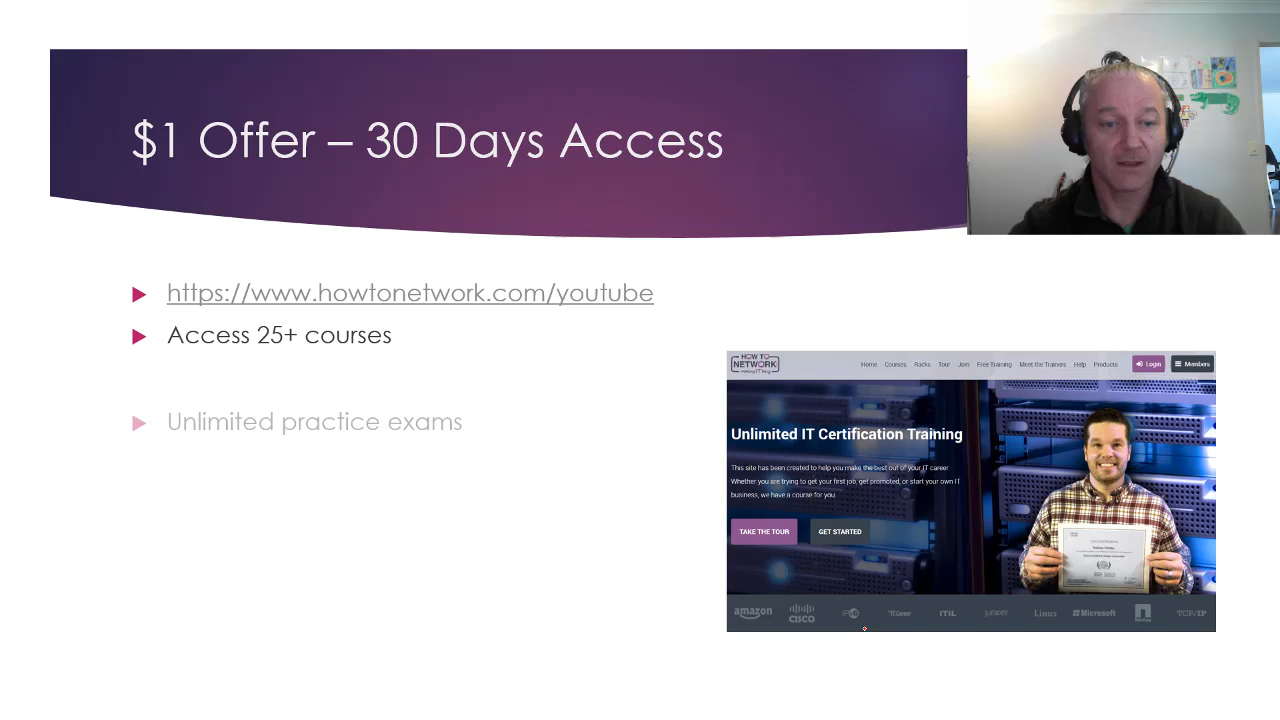 $1 Offer – 30 Days Access
https://www.howtonetwork.com/youtube
Access 25+ courses
Unlimited practice exams
HOW TO
NETWORK
Home Courses Racks Tour Join Free Training Meet the Trainers Help Products Login Members
Unlimited IT Certification Training
This site has been created to help you make the best out of your IT career
Whether you are trying to get your first job, get promoted, or start your own IT
business, we have a course for you
TAKE THE TOUR GET STARTED
amazon CISCO ITIL Linux Microsoft TCP/IP